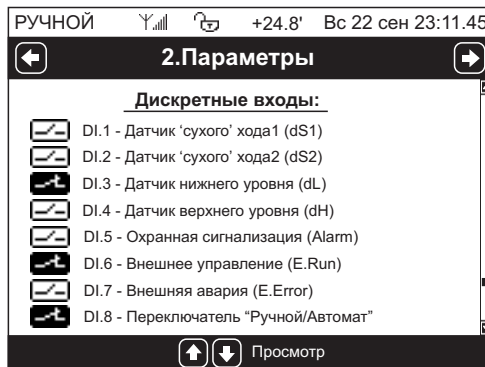 РУЧНОЙ +24.8' Вс 22 сен 23:11.45
2.Параметры
Дискретные входы:
DI.1 - Датчик ‘сухого’ хода1 (dS1)
DI.2 - Датчик ‘сухого’ хода2 (dS2)
DI.3 - Датчик нижнего уровня (dL)
DI.4 - Датчик верхнего уровня (dH)
DI.5 - Охранная сигнализация (Alarm)
DI.6 - Внешнее управление (E.Run)
DI.7 - Внешняя авария (E.Error)
DI.8 - Переключатель “Ручной/Автомат”
Просмотр